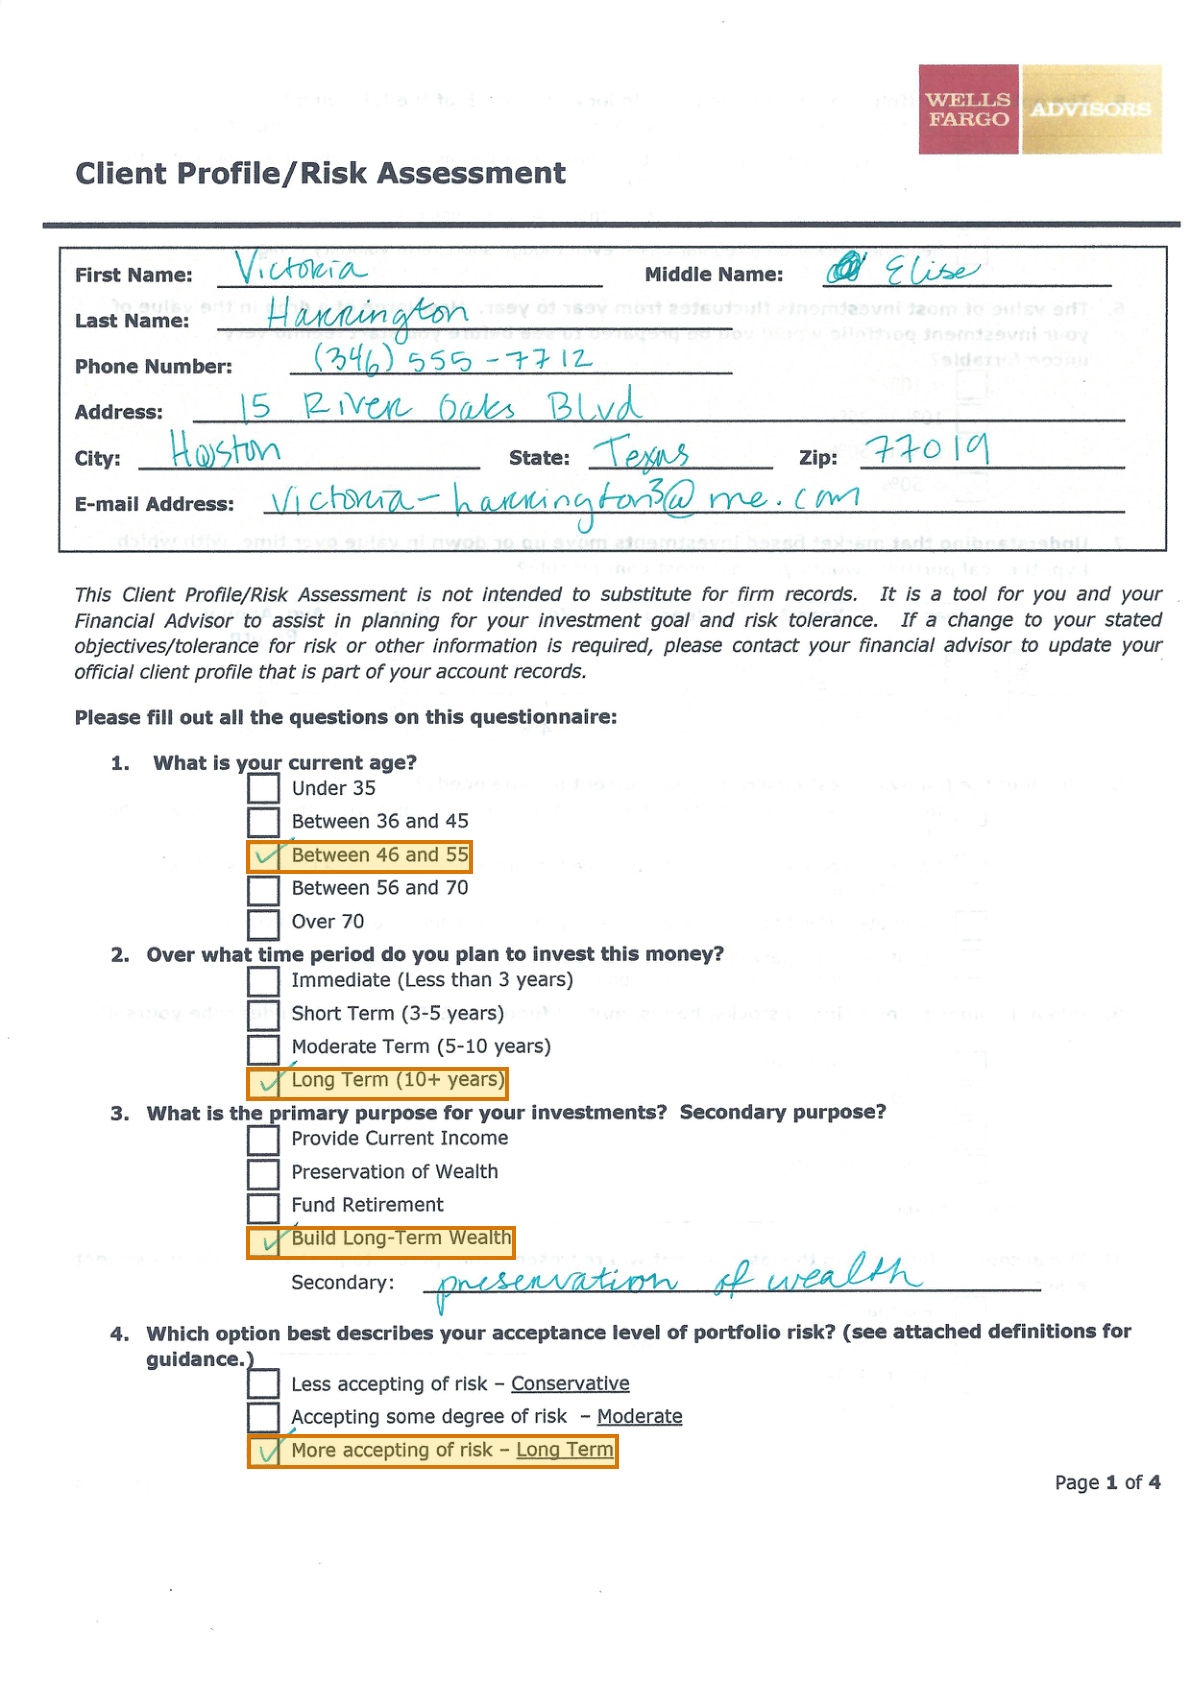 WELLS
FARGO
ADVISORS
Client Profile/Risk Assessment
First Name: Victoria Middle Name: Elise
Last Name: Harrington
Phone Number: (346) 555-7712
Address: 15 River Oaks Blvd
City: Houston State: Texas Zip: 77019
E-mail Address: victoria-harrington3@me.com
This Client Profile/Risk Assessment is not intended to substitute for firm records. It is a tool for you and your
Financial Advisor to assist in planning for your investment goal and risk tolerance. If a change to your stated
objectives/tolerance for risk or other information is required, please contact your financial advisor to update your
official client profile that is part of your account records.
Please fill out all the questions on this questionnaire:
1. What is your current age?
Under 35
Between 36 and 45
✓ Between 46 and 55
Between 56 and 70
Over 70
2. Over what time period do you plan to invest this money?
Immediate (Less than 3 years)
Short Term (3-5 years)
Moderate Term (5-10 years)
✓ Long Term (10+ years)
3. What is the primary purpose for your investments? Secondary purpose?
Provide Current Income
Preservation of Wealth
Fund Retirement
✓ Build Long-Term Wealth
Secondary: preservation of wealth
4. Which option best describes your acceptance level of portfolio risk? (see attached definitions for
guidance.)
Less accepting of risk – Conservative
Accepting some degree of risk – Moderate
✓ More accepting of risk – Long Term
Page 1 of 4